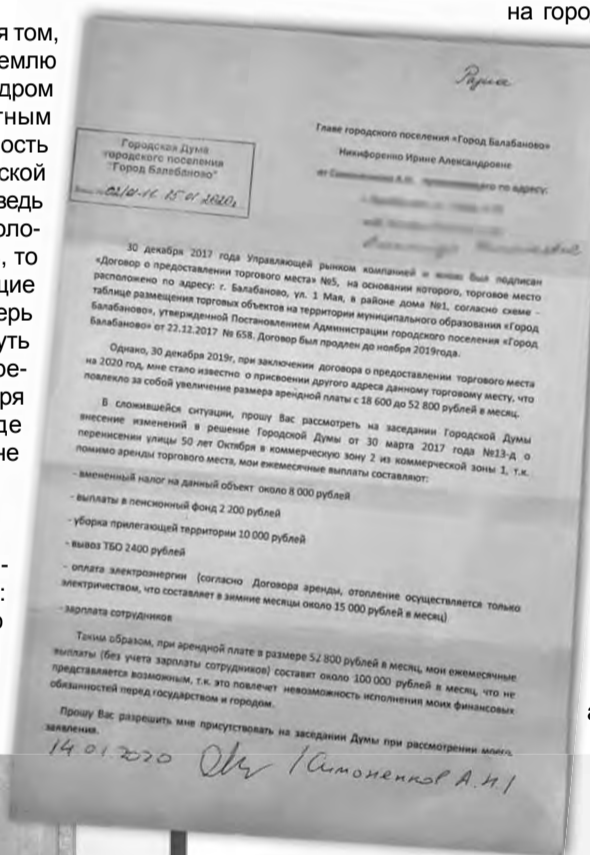 на горо
я том,
емлю
дром
тным
ость
ской
ведь
оло-
, то
щие
ерь
уть
ре-
ря
де
не
-
:
о
а
Главе городского поселения «Город Балабаново»
Никифоренко Ирине Александровне
Городская Дума
городского поселения
"Город Балабаново"
02/01-16 15 01 2020г.
30 декабря 2017 года Управляющей рынком компанией и мною был подписан
«Договор о предоставлении торгового места» №5, на основании которого, торговое место
расположено по адресу: г. Балабаново, ул. 1 Мая, в районе дома №1, согласно схеме -
таблице размещения торговых объектов на территории муниципального образования «Город
Балабаново», утвержденной Постановлением Администрации городского поселения «Город
Балабаново» от 22.12.2017 № 658. Договор был продлен до ноября 2019года.
Однако, 30 декабря 2019г, при заключении договора о предоставлении торгового места
на 2020 год, мне стало известно о присвоении другого адреса данному торговому месту, что
повлекло за собой увеличение размера арендной платы с 18 600 до 52 800 рублей в месяц.
В сложившейся ситуации, прошу Вас рассмотреть на заседании Городской Думы
внесение изменений в решение Городской Думы от 30 марта 2017 года №13-д о
перенисении улицы 50 лет Октября в коммерческую зону 2 из коммерческой зоны 1, т.к.
помимо аренды торгового места, мои ежемесячные выплаты составляют:
- вмененный налог на данный объект около 8 000 рублей
- выплаты в пенсионный фонд 2 200 рублей
- уборка прилегающей территории 10 000 рублей
- вывоз ТБО 2400 рублей
- оплата электроэнергии (согласно Договора аренды, отопление осуществляется только
электричеством, что составляет в зимние месяцы около 15 000 рублей в месяц)
- зарплата сотрудников
Таким образом, при арендной плате в размере 52 800 рублей в месяц, мои ежемесячные
выплаты (без учета зарплаты сотрудников) составит около 100 000 рублей в месяц, что не
представляется возможным, т.к. это повлечет невозможность исполнения моих финансовых
обязанностей перед государством и городом.
Прошу Вас разрешить мне присутствовать на заседании Думы при рассмотрении моего
заявления.
14.01.2020 /Симоненков А.Н/